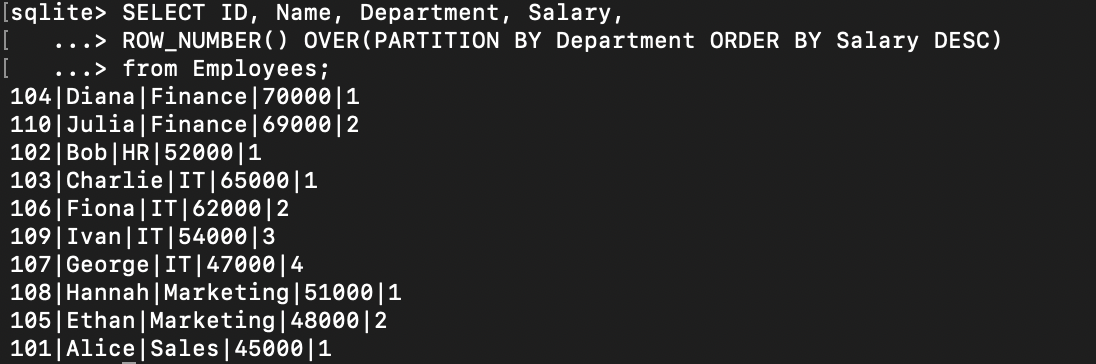 [sqlite> SELECT ID, Name, Department, Salary,
[   ...> ROW_NUMBER() OVER(PARTITION BY Department ORDER BY Salary DESC)
[   ...> from Employees;
104|Diana|Finance|70000|1
110|Julia|Finance|69000|2
102|Bob|HR|52000|1
103|Charlie|IT|65000|1
106|Fiona|IT|62000|2
109|Ivan|IT|54000|3
107|George|IT|47000|4
108|Hannah|Marketing|51000|1
105|Ethan|Marketing|48000|2
101|Alice|Sales|45000|1